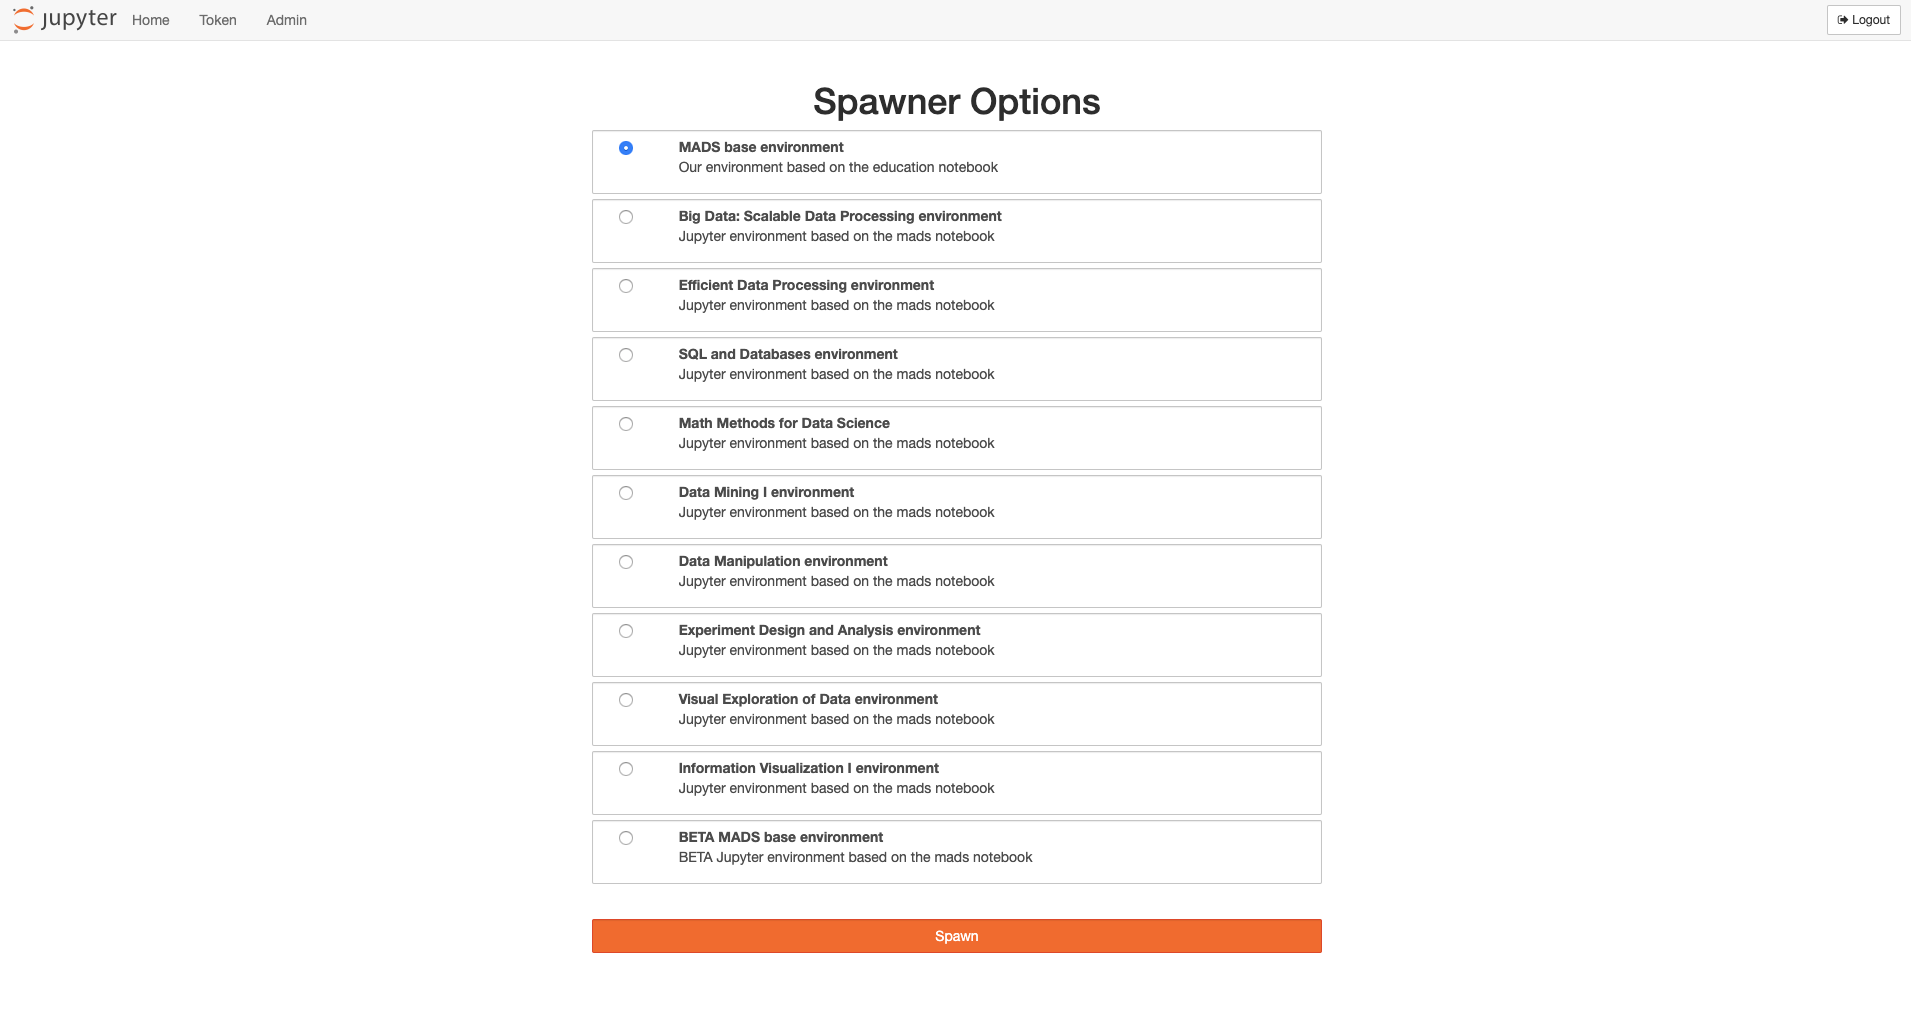 jupyter Home Token Admin Logout
Spawner Options
MADS base environment
Our environment based on the education notebook
Big Data: Scalable Data Processing environment
Jupyter environment based on the mads notebook
Efficient Data Processing environment
Jupyter environment based on the mads notebook
SQL and Databases environment
Jupyter environment based on the mads notebook
Math Methods for Data Science
Jupyter environment based on the mads notebook
Data Mining I environment
Jupyter environment based on the mads notebook
Data Manipulation environment
Jupyter environment based on the mads notebook
Experiment Design and Analysis environment
Jupyter environment based on the mads notebook
Visual Exploration of Data environment
Jupyter environment based on the mads notebook
Information Visualization I environment
Jupyter environment based on the mads notebook
BETA MADS base environment
BETA Jupyter environment based on the mads notebook
Spawn